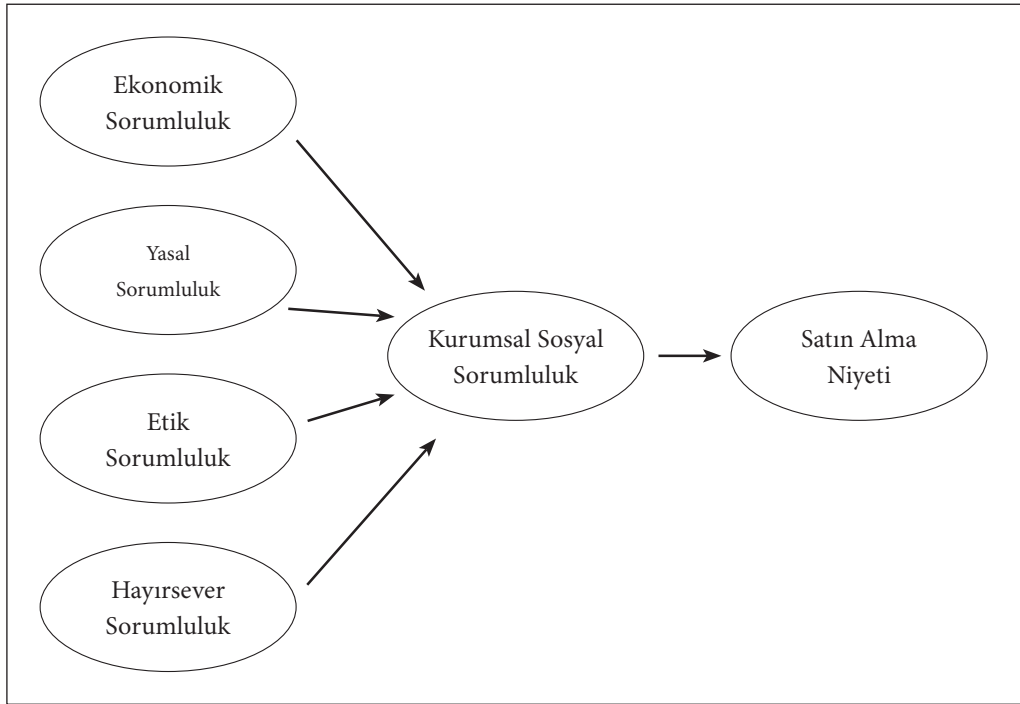 Ekonomik
Sorumluluk
Yasal
Sorumluluk
Etik
Sorumluluk
Hayırsever
Sorumluluk
Kurumsal Sosyal
Sorumluluk
Satın Alma
Niyeti